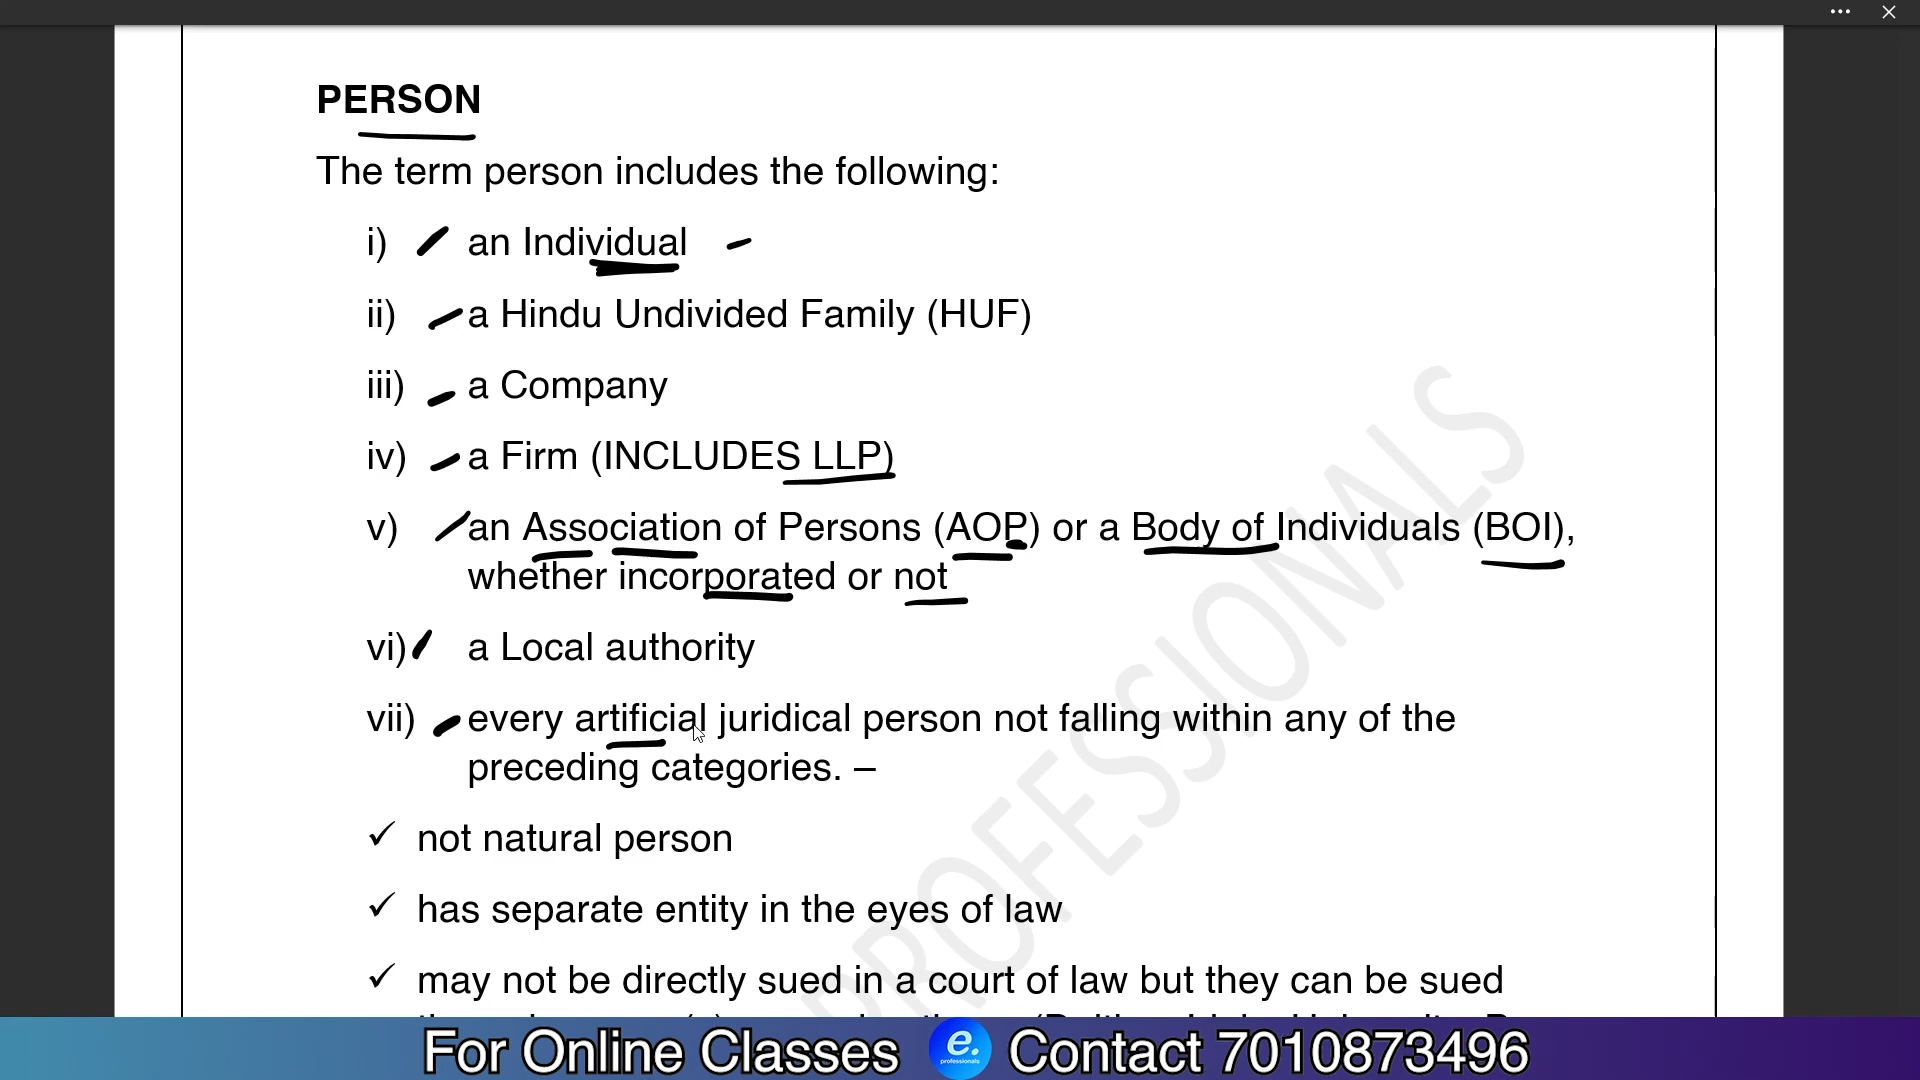 PERSON
The term person includes the following:
i) an Individual
ii) a Hindu Undivided Family (HUF)
iii) a Company
iv) a Firm (INCLUDES LLP)
v) an Association of Persons (AOP) or a Body of Individuals (BOI),
whether incorporated or not
vi) a Local authority
vii) every artificial juridical person not falling within any of the
preceding categories. –
✓ not natural person
✓ has separate entity in the eyes of law
✓ may not be directly sued in a court of law but they can be sued
PROFESSIONALS
For Online Classes e. professionals Contact 7010873496